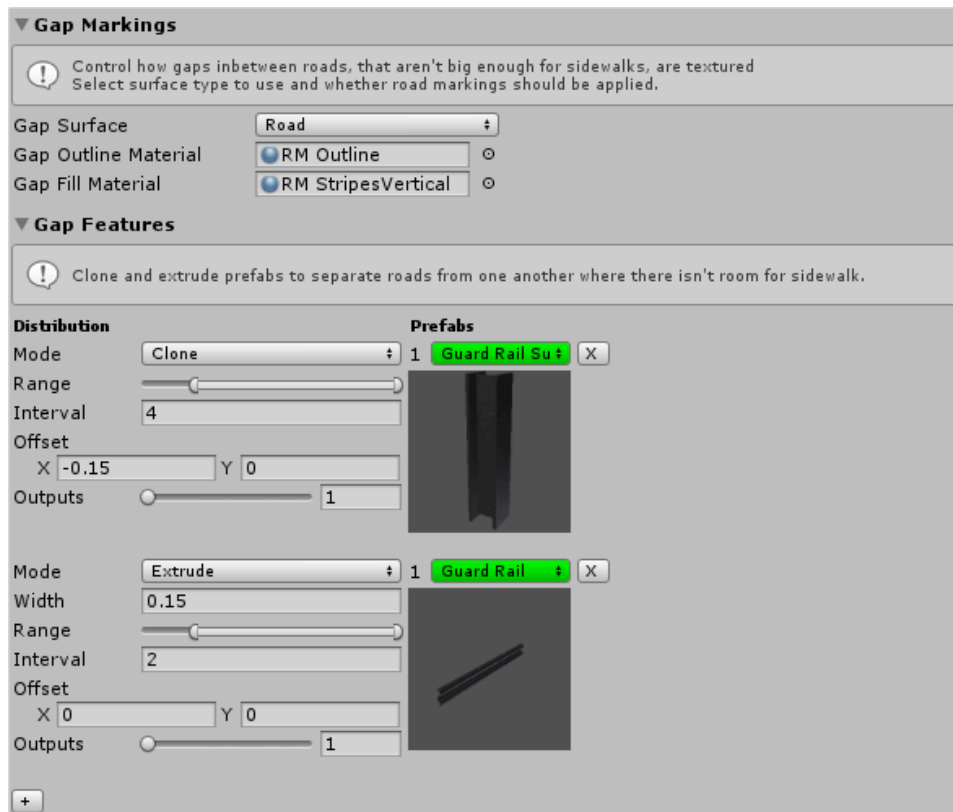 Gap Markings
Control how gaps inbetween roads, that aren't big enough for sidewalks, are textured
Select surface type to use and whether road markings should be applied.
Gap Surface Road
Gap Outline Material RM Outline
Gap Fill Material RM StripesVertical
Gap Features
Clone and extrude prefabs to separate roads from one another where there isn't room for sidewalk.
Distribution Prefabs
Mode Clone 1 Guard Rail Su X
Range
Interval 4
Offset
X -0.15 Y 0
Outputs 1
Mode Extrude 1 Guard Rail X
Width 0.15
Range
Interval 2
Offset
X 0 Y 0
Outputs 1
+